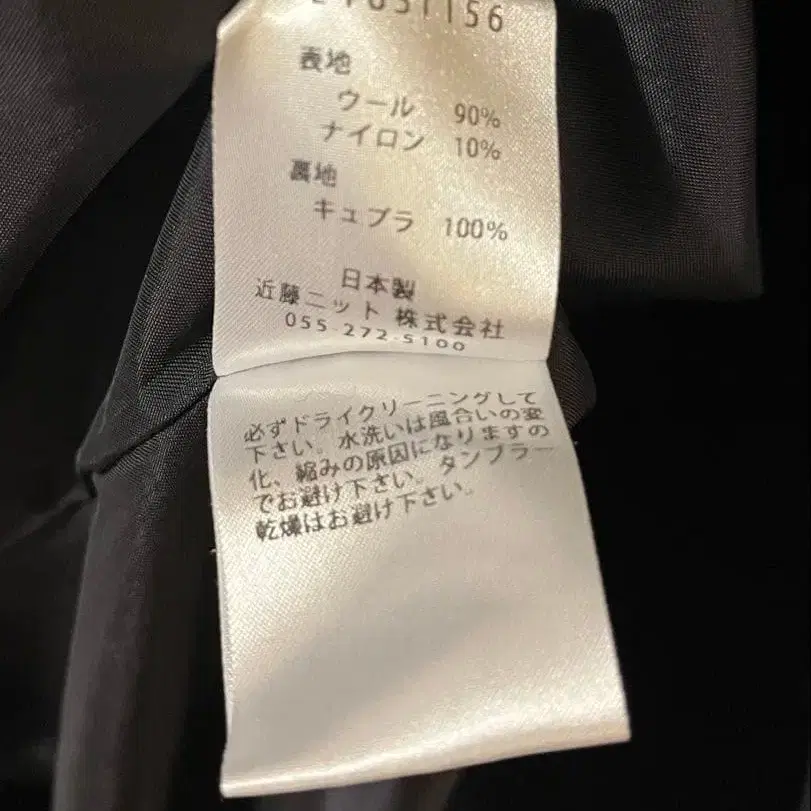 051156
表地
ウール 90%
ナイロン 10%
裏地
キュプラ 100%
日本製
近藤ニット 株式会社
055-272-5100
必ずドライクリーニングして
下さい。水洗いは風合いの変
化、縮みの原因になりますの
でお避け下さい。タンブラー
乾燥はお避け下さい。